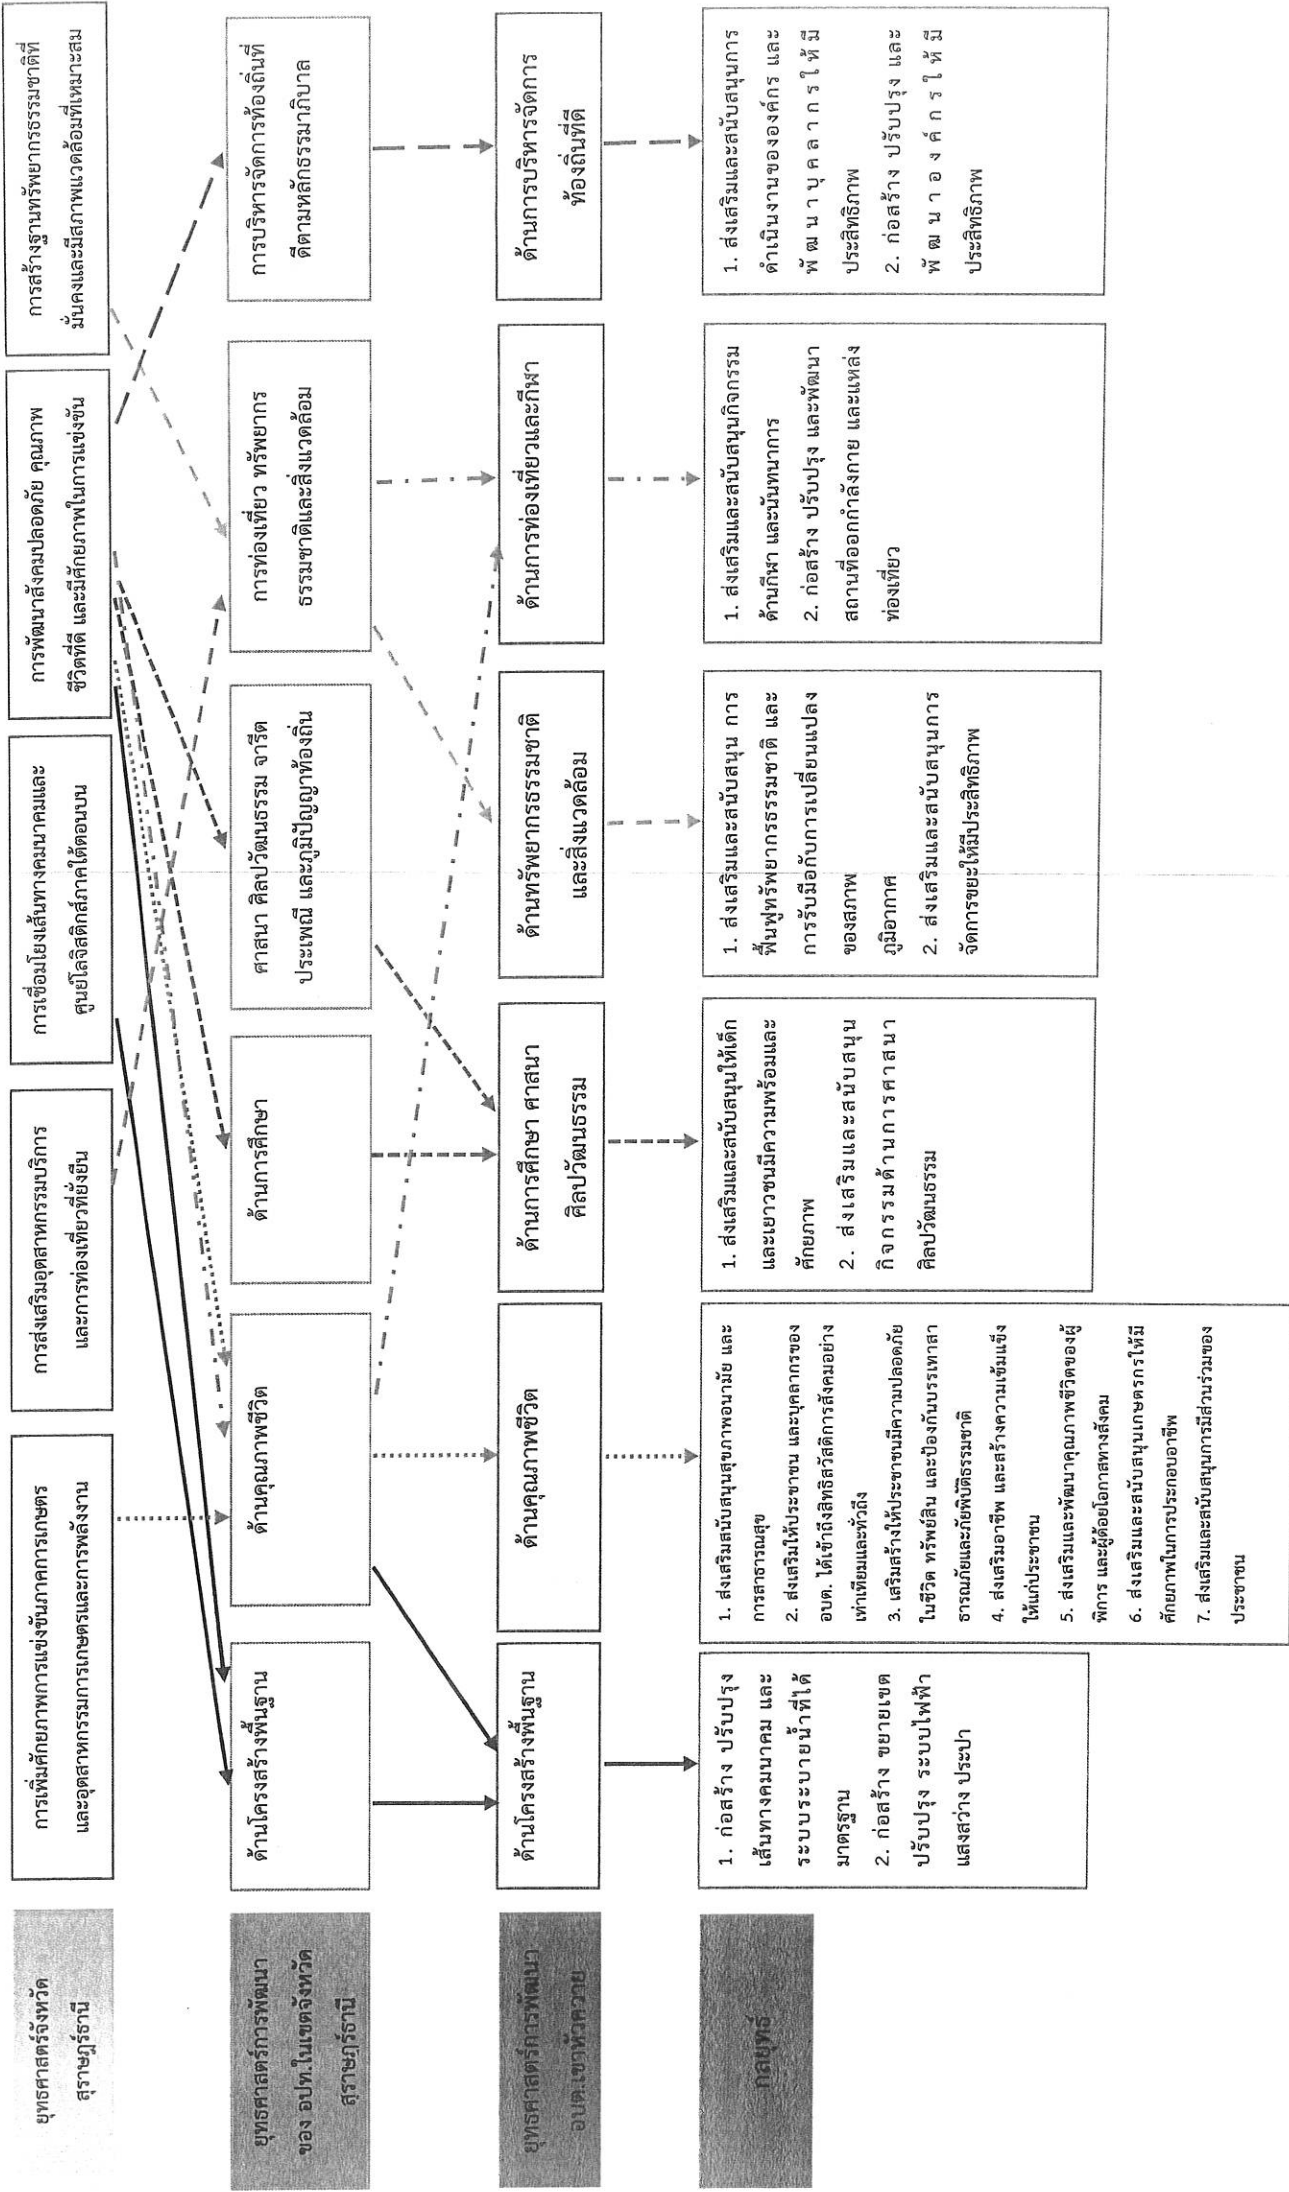 ยุทธศาสตร์จังหวัด
สุราษฎร์ธานี
การเพิ่มศักยภาพการแข่งขันภาคการเกษตร
และอุตสาหกรรมการเกษตรและการพลังงาน
การส่งเสริมอุตสาหกรรมบริการ
และการท่องเที่ยวที่ยั่งยืน
การเชื่อมโยงเส้นทางคมนาคมและ
ศูนย์โลจิสติกส์ภาคใต้ตอนบน
การพัฒนาสังคมปลอดภัย คุณภาพ
ชีวิตที่ดี และมีศักยภาพในการแข่งขัน
การสร้างฐานทรัพยากรธรรมชาติที่
มั่นคงและมีสภาพแวดล้อมที่เหมาะสม
ยุทธศาสตร์การพัฒนา
ของ อปท.ในเขตจังหวัด
สุราษฎร์ธานี
ด้านโครงสร้างพื้นฐาน
ด้านคุณภาพชีวิต
ด้านการศึกษา
ศาสนา ศิลปวัฒนธรรม จารีต
ประเพณี และภูมิปัญญาท้องถิ่น
การท่องเที่ยว ทรัพยากร
ธรรมชาติและสิ่งแวดล้อม
การบริหารจัดการท้องถิ่นที่
ดีตามหลักธรรมาภิบาล
ยุทธศาสตร์การพัฒนา
อบต.เขาหัวควาย
ด้านโครงสร้างพื้นฐาน
ด้านคุณภาพชีวิต
ด้านการศึกษา ศาสนา
ศิลปวัฒนธรรม
ด้านทรัพยากรธรรมชาติ
และสิ่งแวดล้อม
ด้านการท่องเที่ยวและกีฬา
ด้านการบริหารจัดการ
ท้องถิ่นที่ดี
กลยุทธ์
1. ก่อสร้าง ปรับปรุง
เส้นทางคมนาคม และ
ระบบระบายน้ำที่ได้
มาตรฐาน
2. ก่อสร้าง ขยายเขต
ปรับปรุง ระบบไฟฟ้า
แสงสว่าง ประปา
1. ส่งเสริมสนับสนุนสุขภาพอนามัย และ
การสาธารณสุข
2. ส่งเสริมให้ประชาชน และบุคลากรของ
อบต. ได้เข้าถึงสิทธิสวัสดิการสังคมอย่าง
เท่าเทียมและทั่วถึง
3. เสริมสร้างให้ประชาชนมีความปลอดภัย
ในชีวิต ทรัพย์สิน และป้องกันบรรเทาสา
ธารณภัยและภัยพิบัติธรรมชาติ
4. ส่งเสริมอาชีพ และสร้างความเข้มแข็ง
ให้แก่ประชาชน
5. ส่งเสริมและพัฒนาคุณภาพชีวิตของผู้
พิการ และผู้ด้อยโอกาสทางสังคม
6. ส่งเสริมและสนับสนุนเกษตรกรให้มี
ศักยภาพในการประกอบอาชีพ
7. ส่งเสริมและสนับสนุนการมีส่วนร่วมของ
ประชาชน
1. ส่งเสริมและสนับสนุนให้เด็ก
และเยาวชนมีความพร้อมและ
ศักยภาพ
2. ส่งเสริมและสนับสนุน
กิจกรรมด้านการศาสนา
ศิลปวัฒนธรรม
1. ส่งเสริมและสนับสนุน การ
ฟื้นฟูทรัพยากรธรรมชาติ และ
การรับมือกับการเปลี่ยนแปลง
ของสภาพ
ภูมิอากาศ
2. ส่งเสริมและสนับสนุนการ
จัดการขยะให้มีประสิทธิภาพ
1. ส่งเสริมและสนับสนุนกิจกรรม
ด้านกีฬา และนันทนาการ
2. ก่อสร้าง ปรับปรุง และพัฒนา
สถานที่ออกกำลังกาย และแหล่ง
ท่องเที่ยว
1. ส่งเสริมและสนับสนุนการ
ดำเนินงานขององค์กร และ
พัฒนาบุคลากรให้มี
ประสิทธิภาพ
2. ก่อสร้าง ปรับปรุง และ
พัฒนาองค์กรให้มี
ประสิทธิภาพ